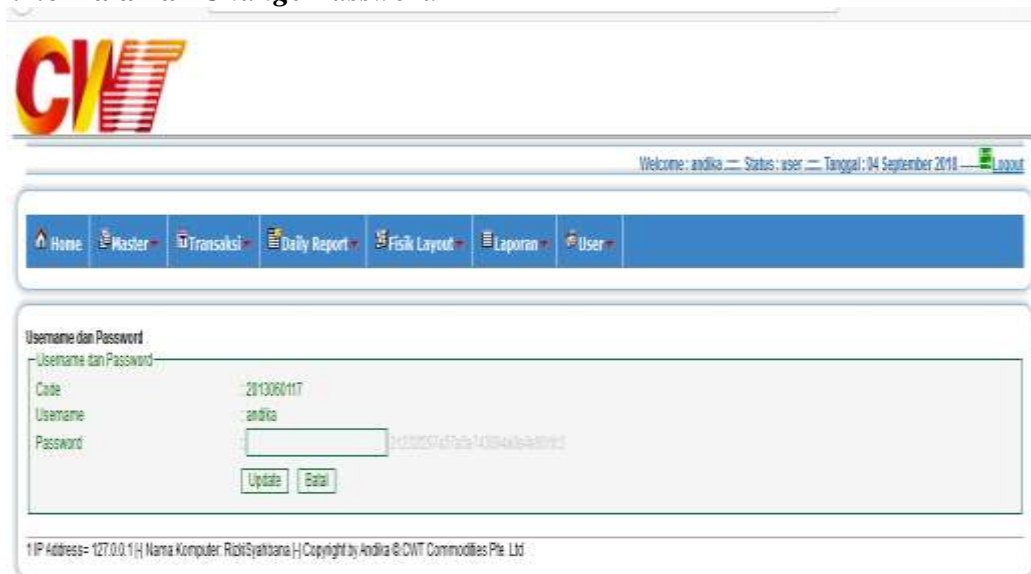 CWT
Welcome : andika .::. Status : user .::. Tanggal : 04 September 2018 ----- Logout
Home Master Transaksi Daily Report Fisik Layout Laporan User
Username dan Password
Username dan Password
Code : 2013060117
Username : andika
Password :
Update Batal
IP Address= 127.0.0.1 |-| Nama Komputer: RizkiSyahbana |-| Copyright by Andika @ CWT Commodities Pte. Ltd